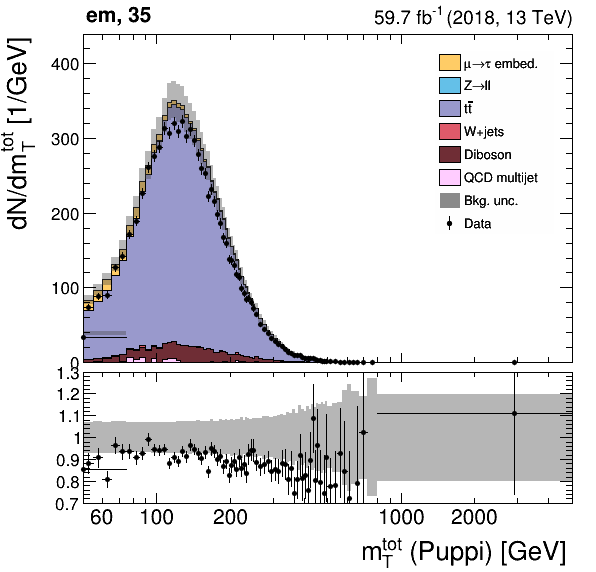 em, 35
59.7 fb⁻¹ (2018, 13 TeV)
dN/dm_T^tot [1/GeV]
400
300
200
100
0
μ→τ embed.
Z→ll
tt̅
W+jets
Diboson
QCD multijet
Bkg. unc.
Data
1.3
1.2
1.1
1
0.9
0.8
0.7
60
100
200
1000
2000
m_T^tot (Puppi) [GeV]